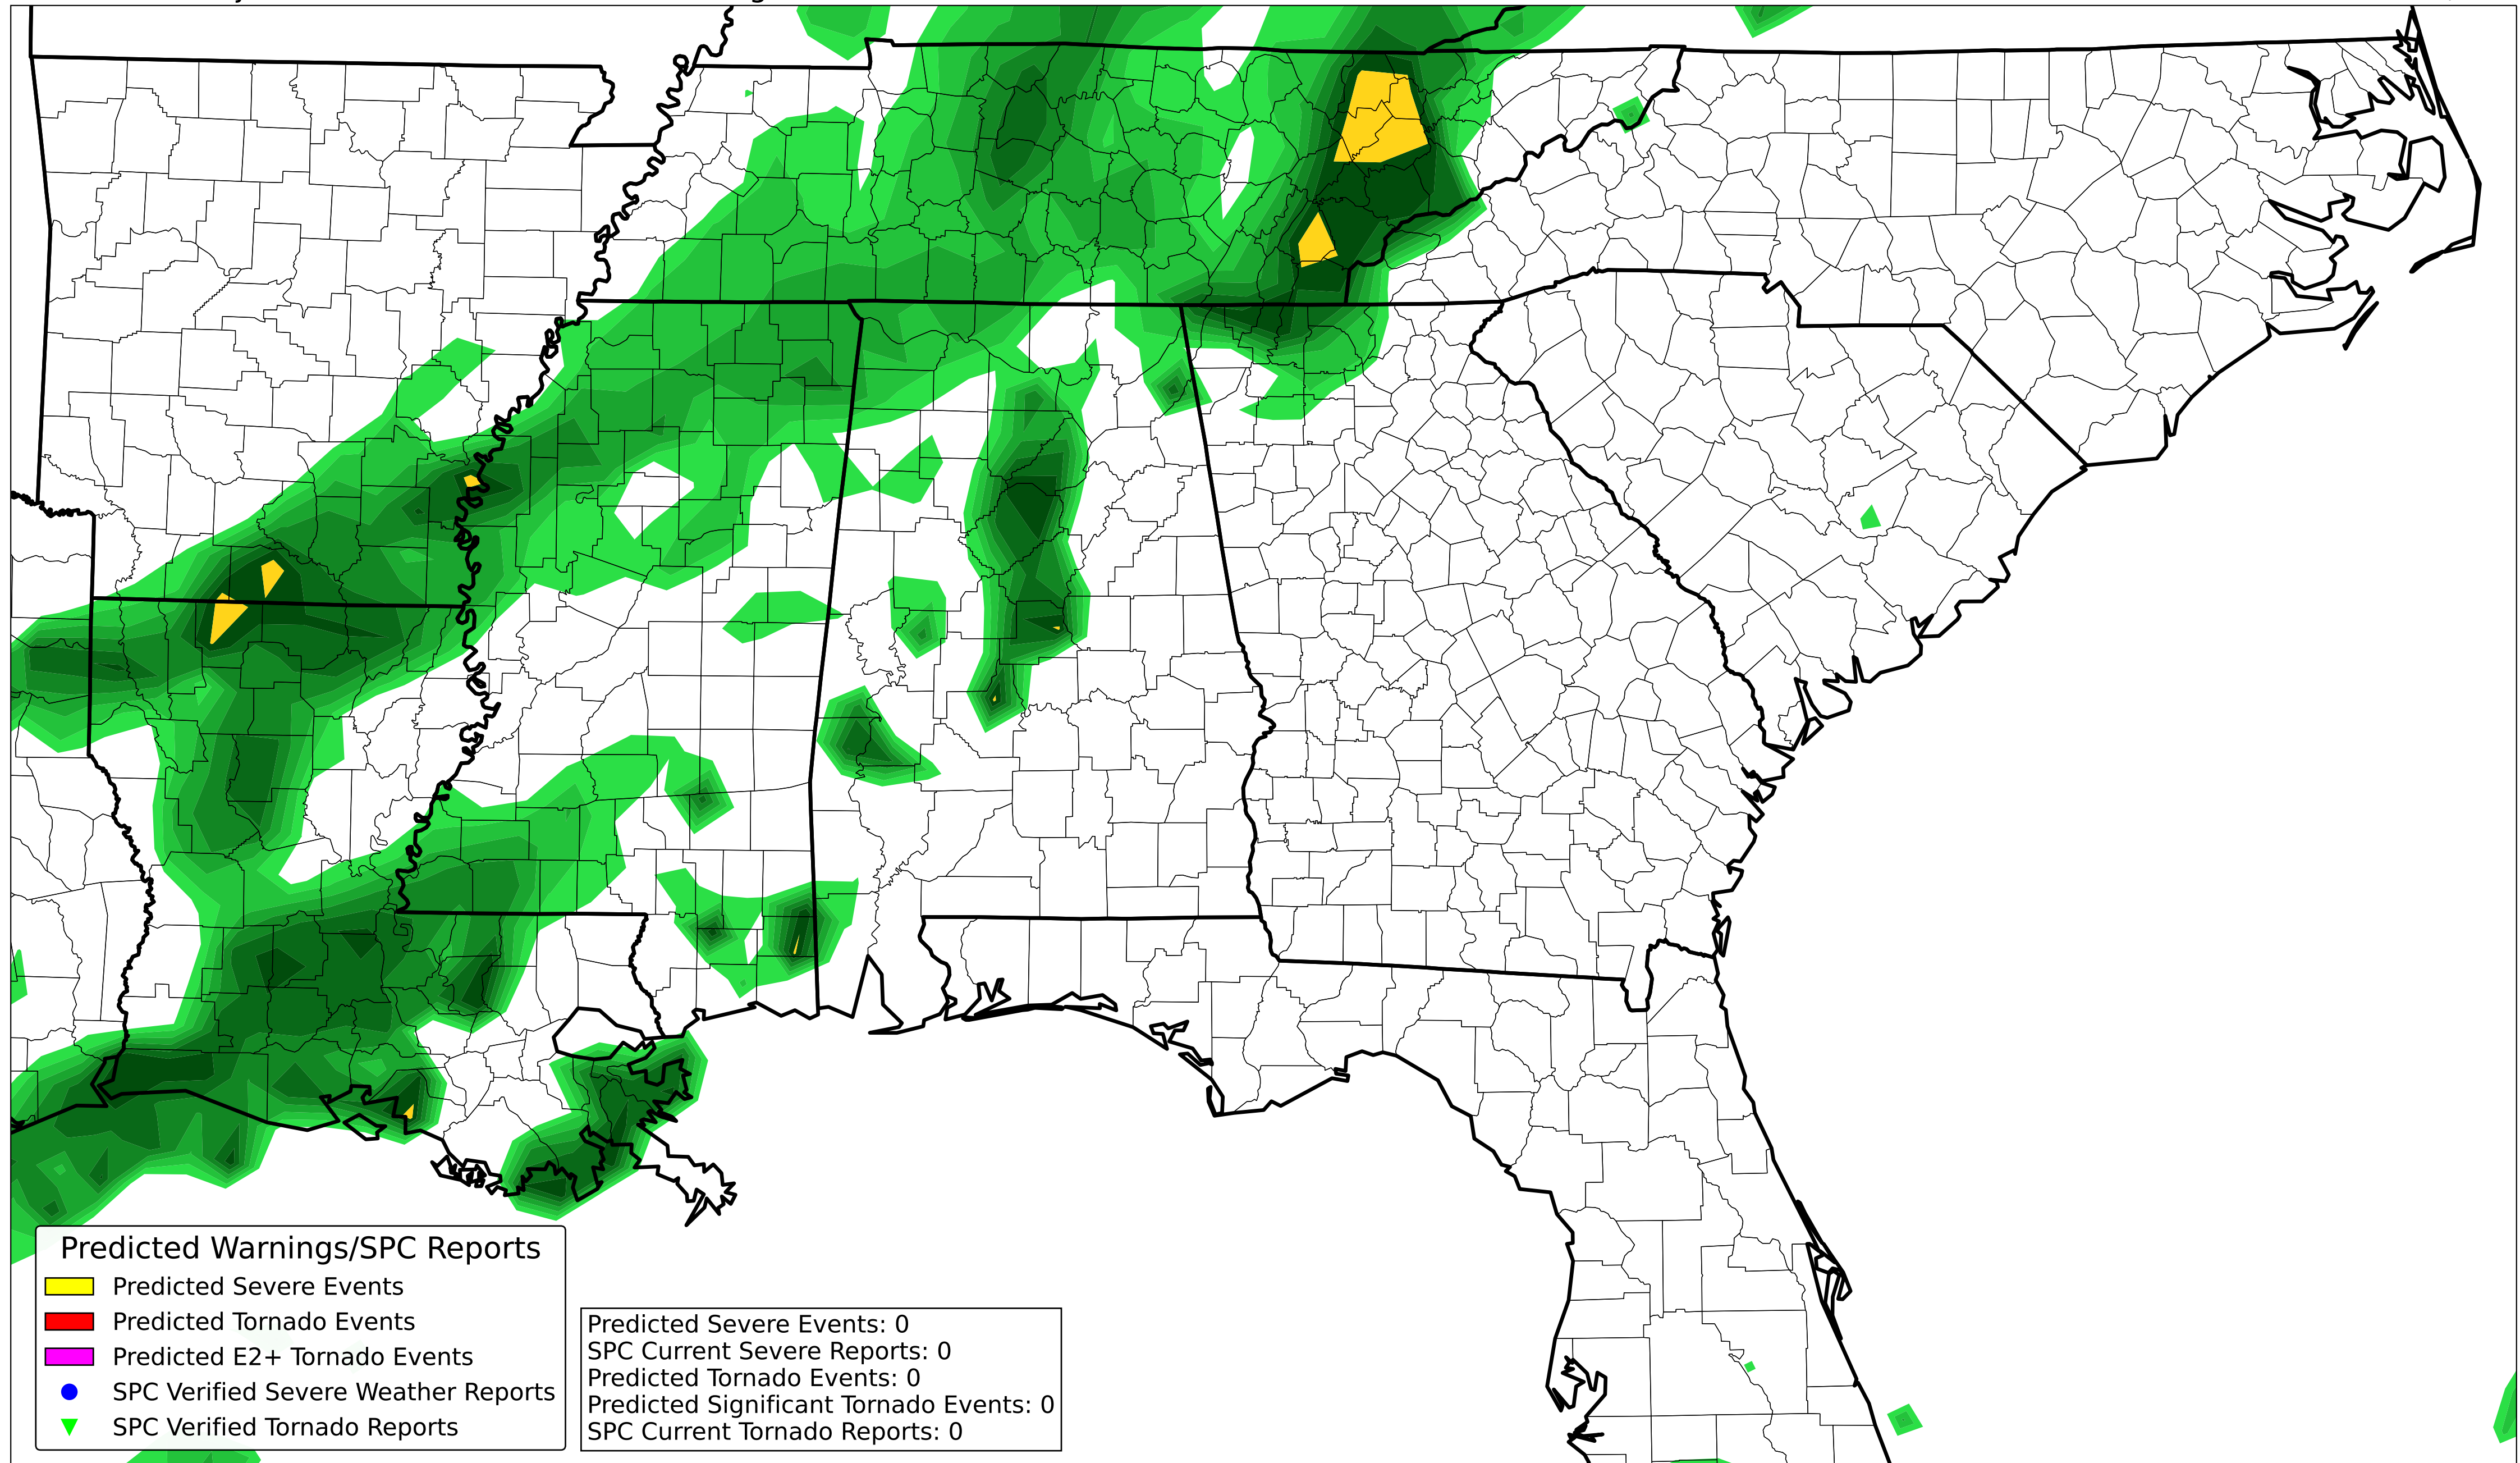 Predicted Warnings/SPC Reports
Predicted Severe Events
Predicted Tornado Events
Predicted E2+ Tornado Events
SPC Verified Severe Weather Reports
SPC Verified Tornado Reports
Predicted Severe Events: 0
SPC Current Severe Reports: 0
Predicted Tornado Events: 0
Predicted Significant Tornado Events: 0
SPC Current Tornado Reports: 0